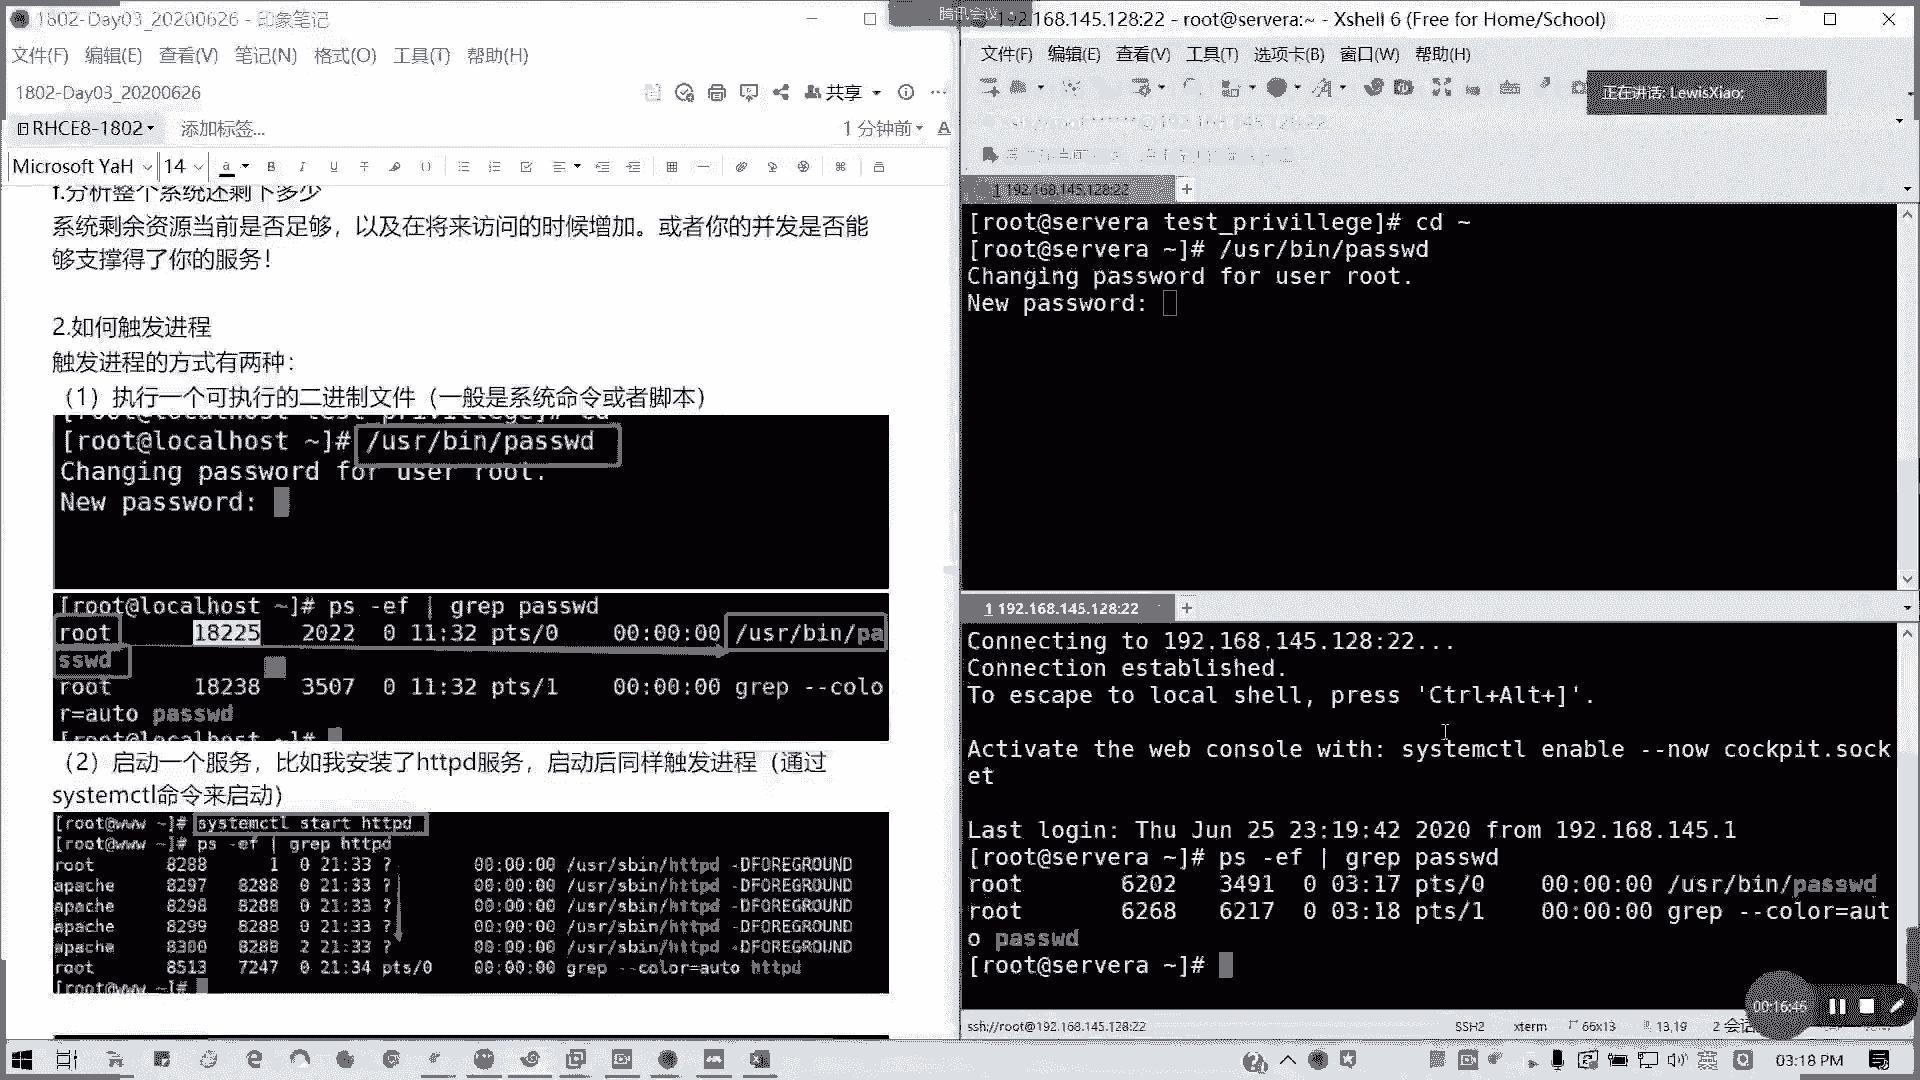 1802-Day03_20200626 - 印象笔记
文件(F) 编辑(E) 查看(V) 笔记(N) 格式(O) 工具(T) 帮助(H)
1802-Day03_20200626
共享
RHCE8-1802 添加标签...
1 分钟前
Microsoft YaH 14
f.分析整个系统还剩下多少
系统剩余资源当前是否足够，以及在将来访问的时候增加。或者你的并发是否能
够支撑得了你的服务！
2.如何触发进程
触发进程的方式有两种：
（1）执行一个可执行的二进制文件（一般是系统命令或者脚本）
[root@localhost test_privillege]# cd
[root@localhost ~]# /usr/bin/passwd
Changing password for user root.
New password:
[root@localhost ~]# ps -ef | grep passwd
root 18225 2022 0 11:32 pts/0 00:00:00 /usr/bin/pa
sswd
root 18238 3507 0 11:32 pts/1 00:00:00 grep --colo
r=auto passwd
[root@localhost ~]#
（2）启动一个服务，比如我安装了httpd服务，启动后同样触发进程（通过
systemctl命令来启动）
[root@www ~]# systemctl start httpd
[root@www ~]# ps -ef | grep httpd
root 8288 1 0 21:33 ? 00:00:00 /usr/sbin/httpd -DFOREGROUND
apache 8297 8288 0 21:33 ? 00:00:00 /usr/sbin/httpd -DFOREGROUND
apache 8298 8288 0 21:33 ? 00:00:00 /usr/sbin/httpd -DFOREGROUND
apache 8299 8288 0 21:33 ? 00:00:00 /usr/sbin/httpd -DFOREGROUND
apache 8300 8288 2 21:33 ? 00:00:00 /usr/sbin/httpd -DFOREGROUND
root 8513 7247 0 21:34 pts/0 00:00:00 grep --color=auto httpd
[root@www ~]#
腾讯会议
192.168.145.128:22 - root@servera:~ - Xshell 6 (Free for Home/School)
文件(F) 编辑(E) 查看(V) 工具(T) 选项卡(B) 窗口(W) 帮助(H)
正在讲话: LewisXiao;
1 192.168.145.128:22
[root@servera test_privillege]# cd ~
[root@servera ~]# /usr/bin/passwd
Changing password for user root.
New password:
1 192.168.145.128:22
Connecting to 192.168.145.128:22...
Connection established.
To escape to local shell, press 'Ctrl+Alt+]'.
Activate the web console with: systemctl enable --now cockpit.sock
et
Last login: Thu Jun 25 23:19:42 2020 from 192.168.145.1
[root@servera ~]# ps -ef | grep passwd
root 6202 3491 0 03:17 pts/0 00:00:00 /usr/bin/passwd
root 6268 6217 0 03:18 pts/1 00:00:00 grep --color=aut
o passwd
[root@servera ~]#
00:16:46
ssh://root@192.168.145.128:22 SSH2 xterm 66x13 13,19 2 会话
英 03:18 PM